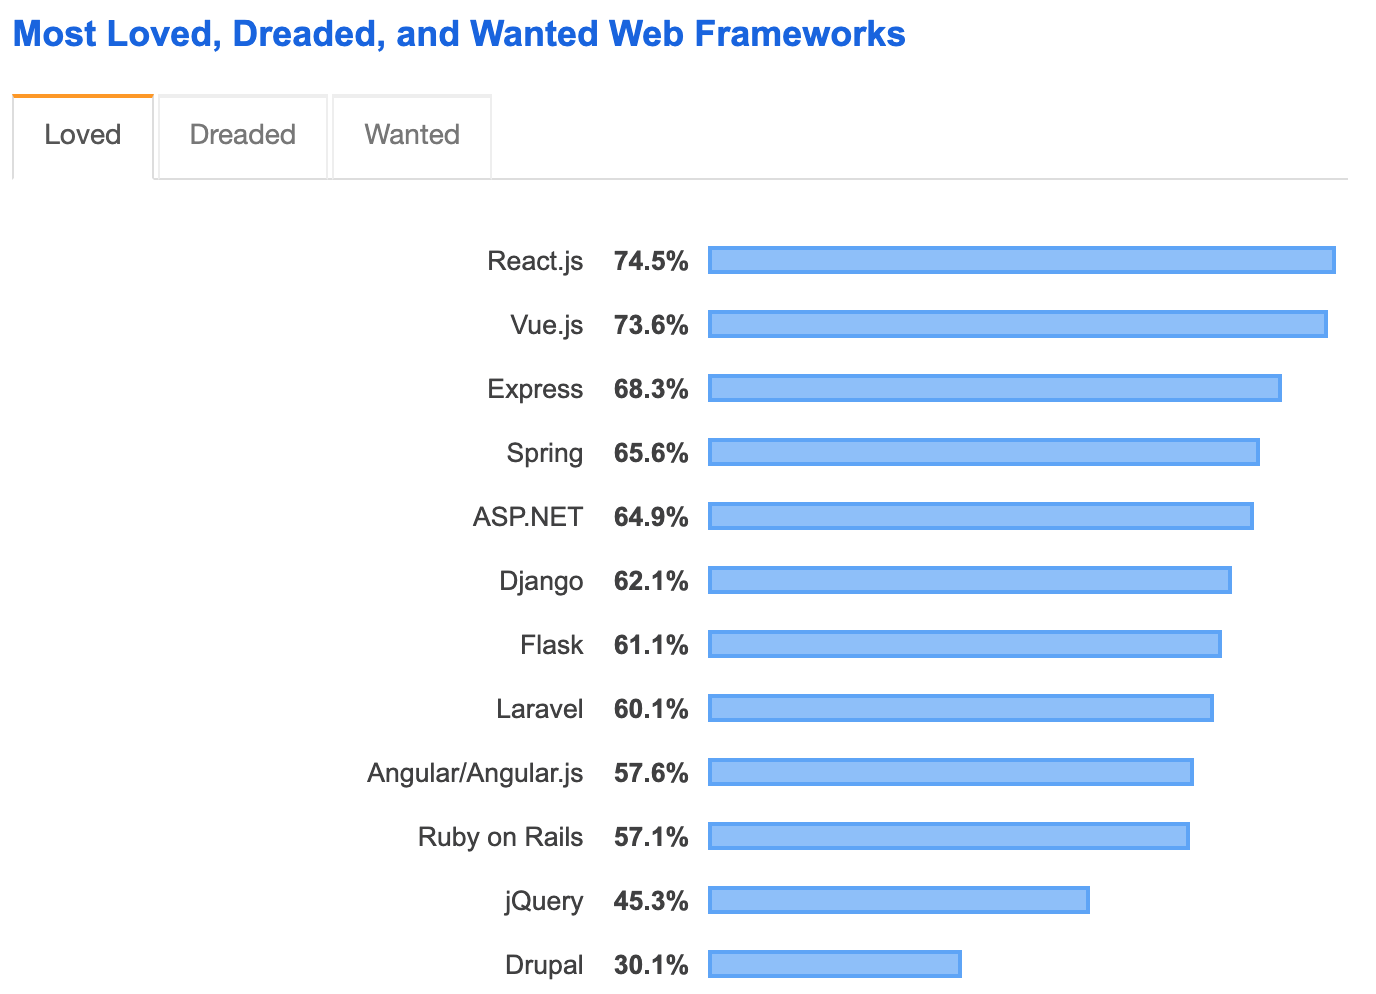 Most Loved, Dreaded, and Wanted Web Frameworks
Loved Dreaded Wanted
React.js 74.5%
Vue.js 73.6%
Express 68.3%
Spring 65.6%
ASP.NET 64.9%
Django 62.1%
Flask 61.1%
Laravel 60.1%
Angular/Angular.js 57.6%
Ruby on Rails 57.1%
jQuery 45.3%
Drupal 30.1%